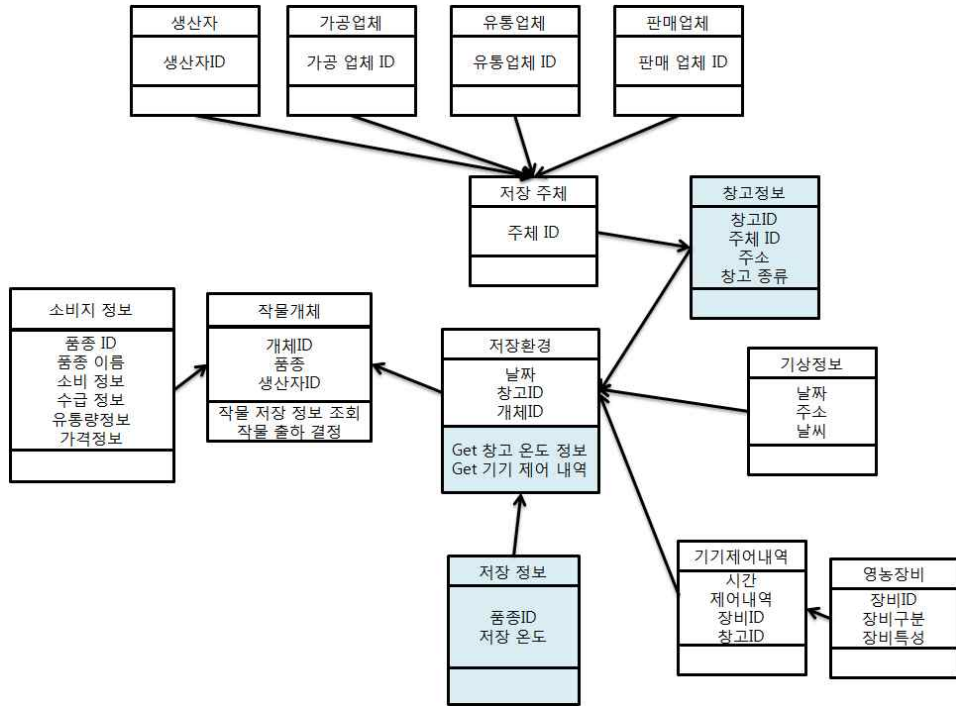 생산자
생산자ID
가공업체
가공 업체 ID
유통업체
유통업체 ID
판매업체
판매 업체 ID
저장 주체
주체 ID
창고정보
창고ID
주체 ID
주소
창고 종류
소비지 정보
품종 ID
품종 이름
소비 정보
수급 정보
유통량정보
가격정보
작물개체
개체ID
품종
생산자ID
작물 저장 정보 조회
작물 출하 결정
저장환경
날짜
창고ID
개체ID
Get 창고 온도 정보
Get 기기 제어 내역
기상정보
날짜
주소
날씨
저장 정보
품종ID
저장 온도
기기제어내역
시간
제어내역
장비ID
창고ID
영농장비
장비ID
장비구분
장비특성